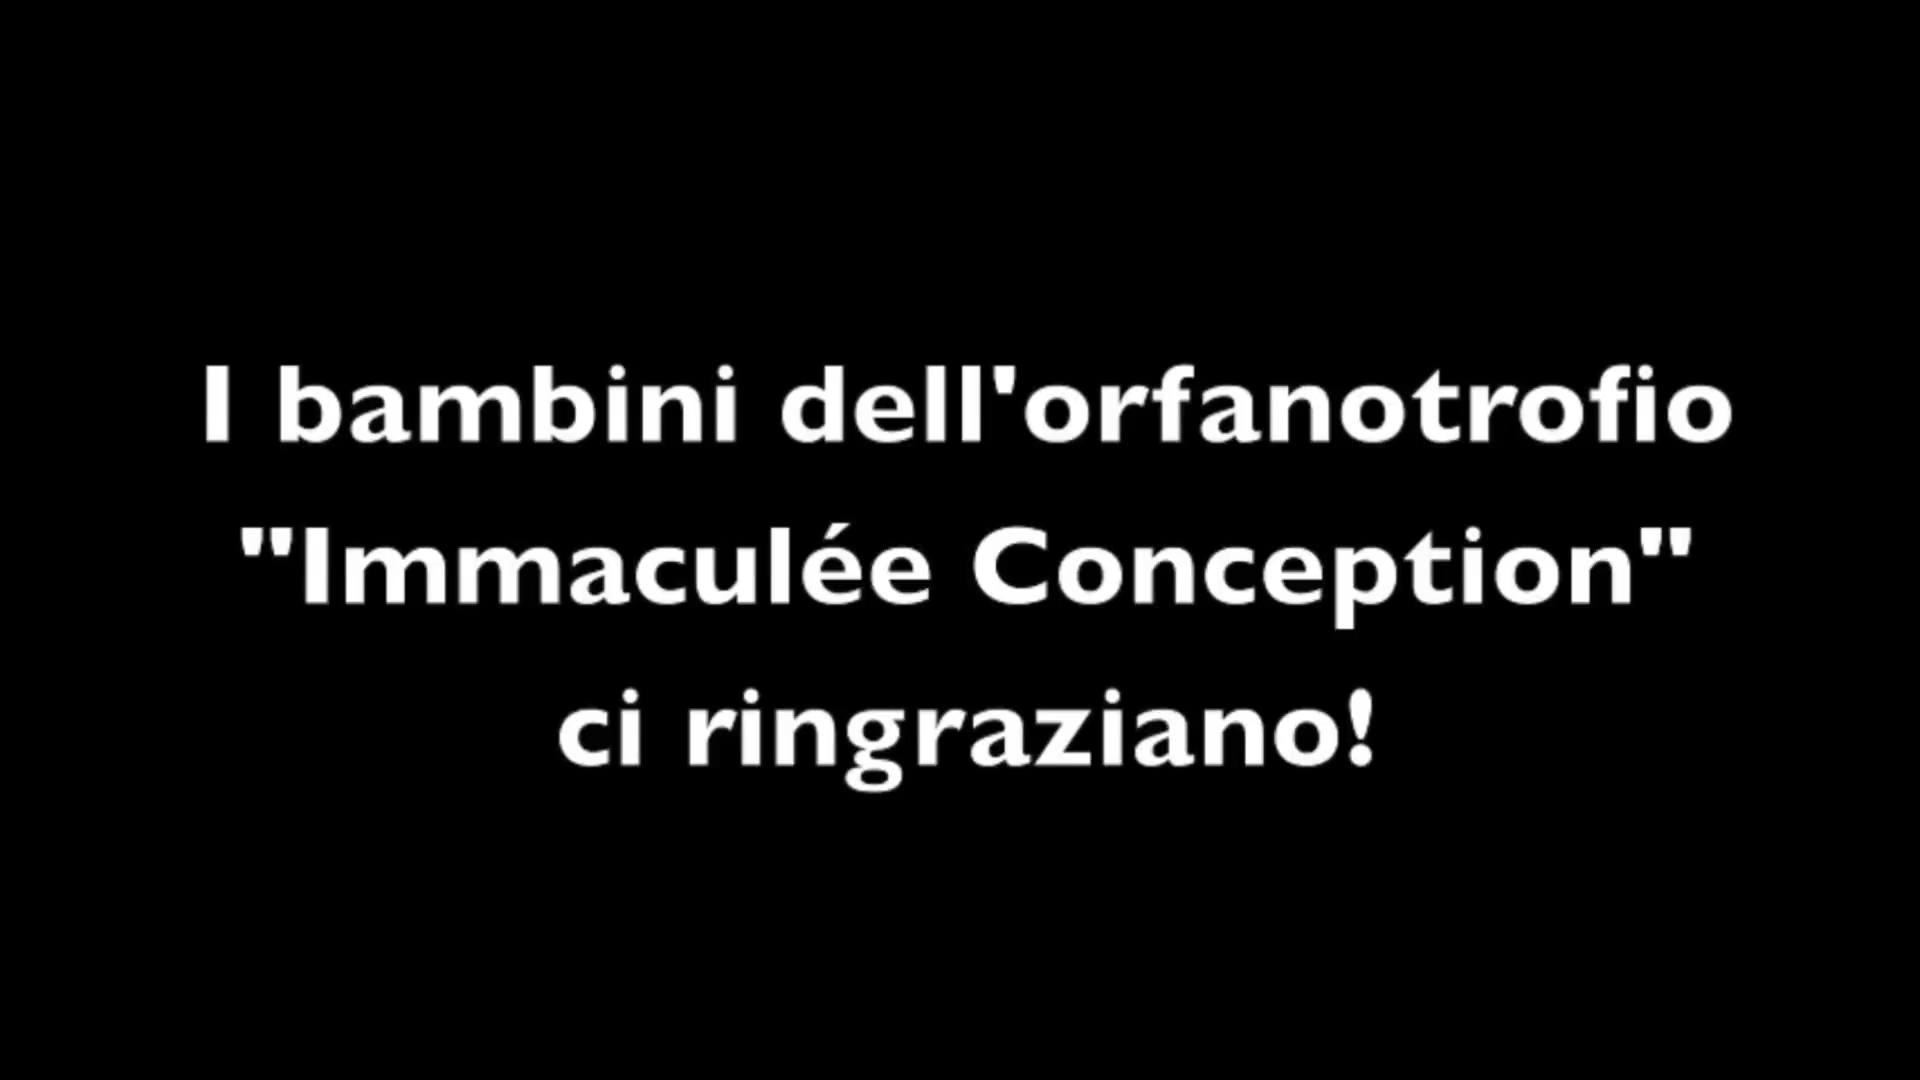 I bambini dell'orfanotrofio
"Immaculée Conception"
ci ringraziano!